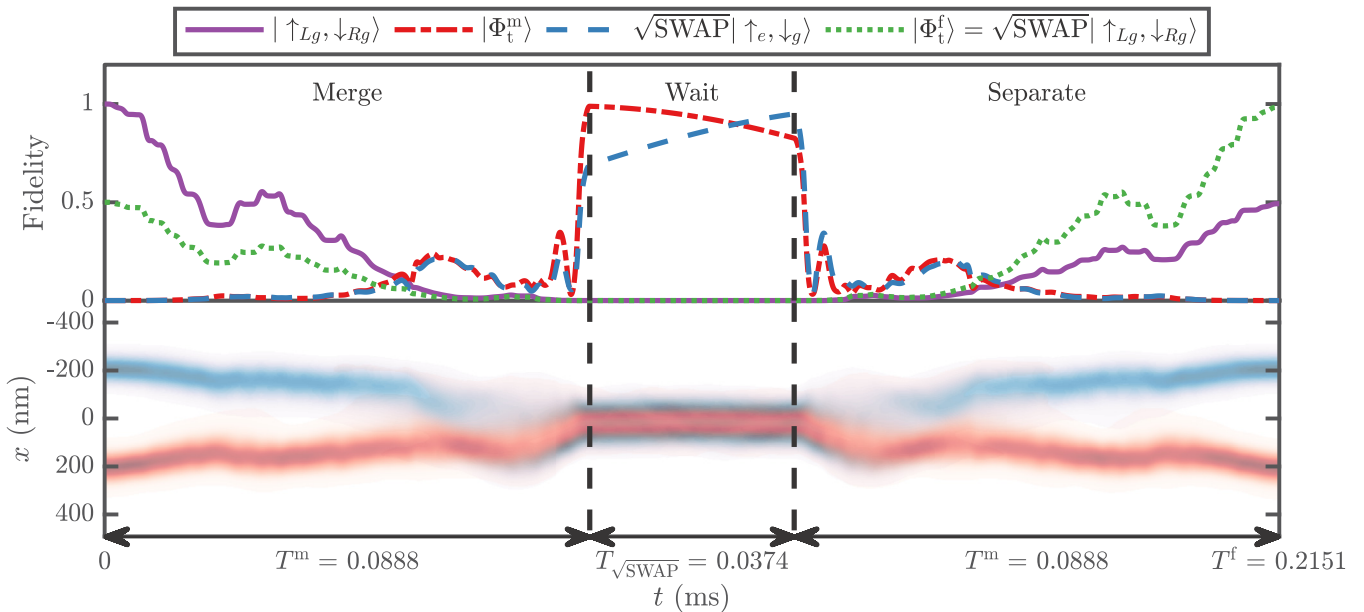 | ↑_{Lg}, ↓_{Rg}⟩ |Φ_t^m⟩ √SWAP| ↑_e, ↓_g⟩ |Φ_t^f⟩ = √SWAP| ↑_{Lg}, ↓_{Rg}⟩
Merge Wait Separate
1
Fidelity
0.5
0
-400
-200
x (nm)
0
200
400
0 T^m = 0.0888 T_{√SWAP} = 0.0374 T^m = 0.0888 T^f = 0.2151
t (ms)